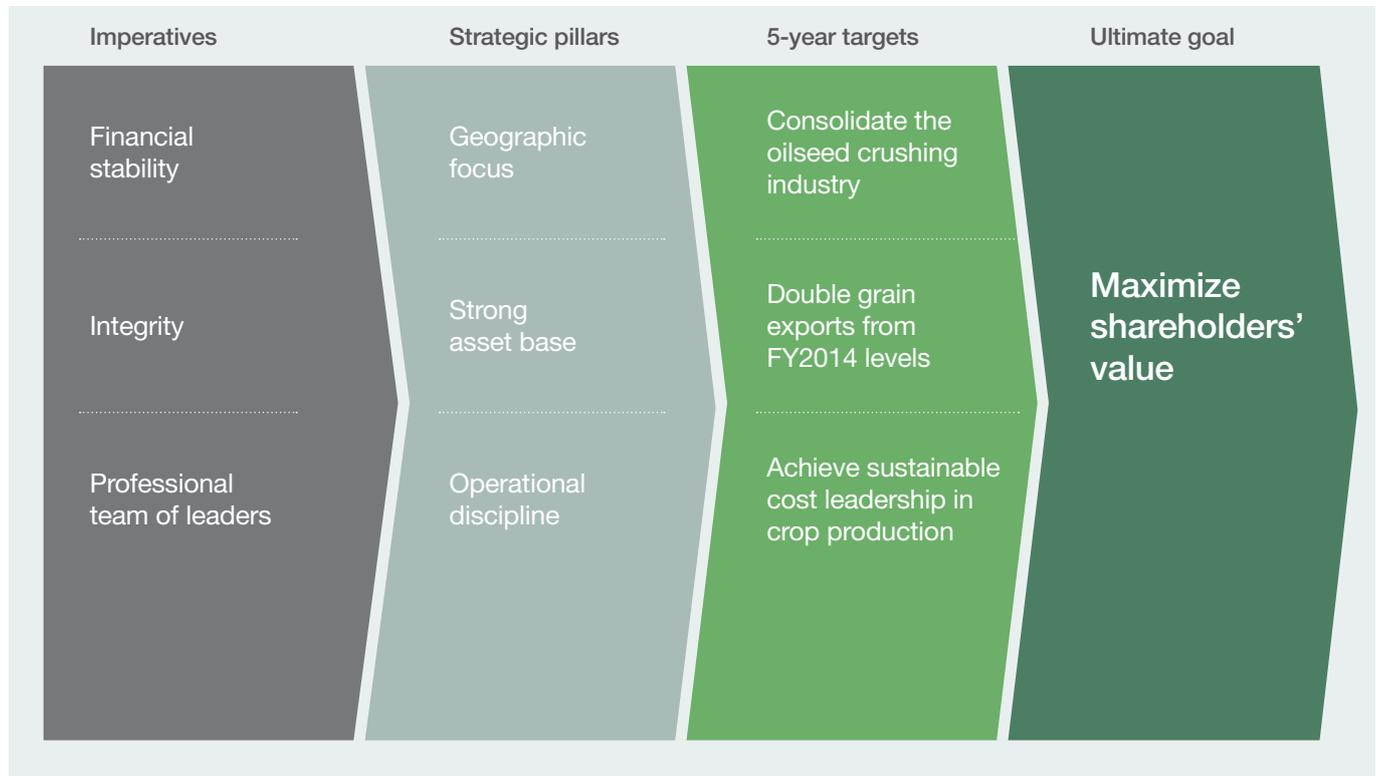 Imperatives
Strategic pillars
5-year targets
Ultimate goal
Financial
stability
Integrity
Professional
team of leaders
Geographic
focus
Strong
asset base
Operational
discipline
Consolidate the
oilseed crushing
industry
Double grain
exports from
FY2014 levels
Achieve sustainable
cost leadership in
crop production
Maximize
shareholders’
value